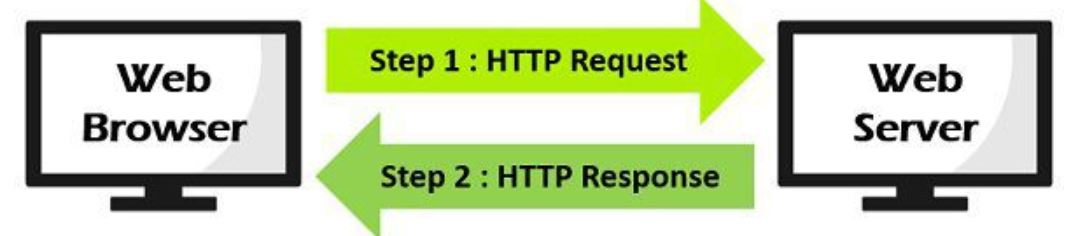 Web
Browser
Step 1 : HTTP Request
Step 2 : HTTP Response
Web
Server